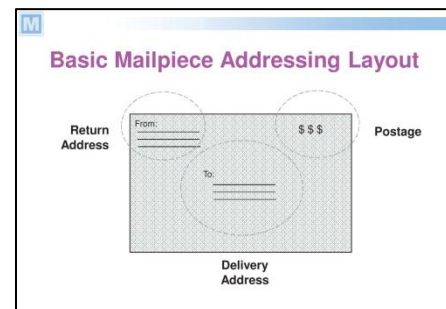 M
Basic Mailpiece Addressing Layout
From:
$ $ $
Return
Address
Postage
To:
Delivery
Address